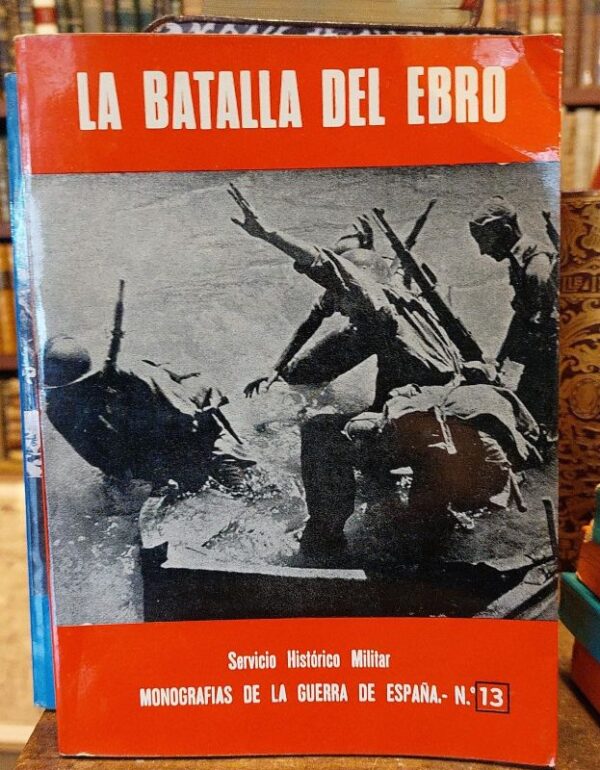 LA BATALLA DEL EBRO
Servicio Histórico Militar
MONOGRAFIAS DE LA GUERRA DE ESPAÑA.- N.º 13